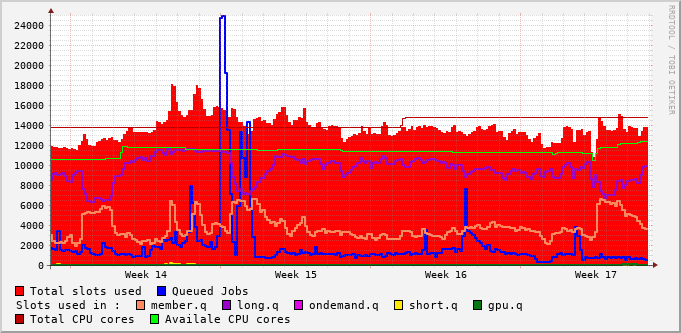 RRDTOOL / TOBI OETIKER
24000
22000
20000
18000
16000
14000
12000
10000
8000
6000
4000
2000
0
Week 14 Week 15 Week 16 Week 17
Total slots used Queued Jobs
Slots used in : member.q long.q ondemand.q short.q gpu.q
Total CPU cores Availale CPU cores